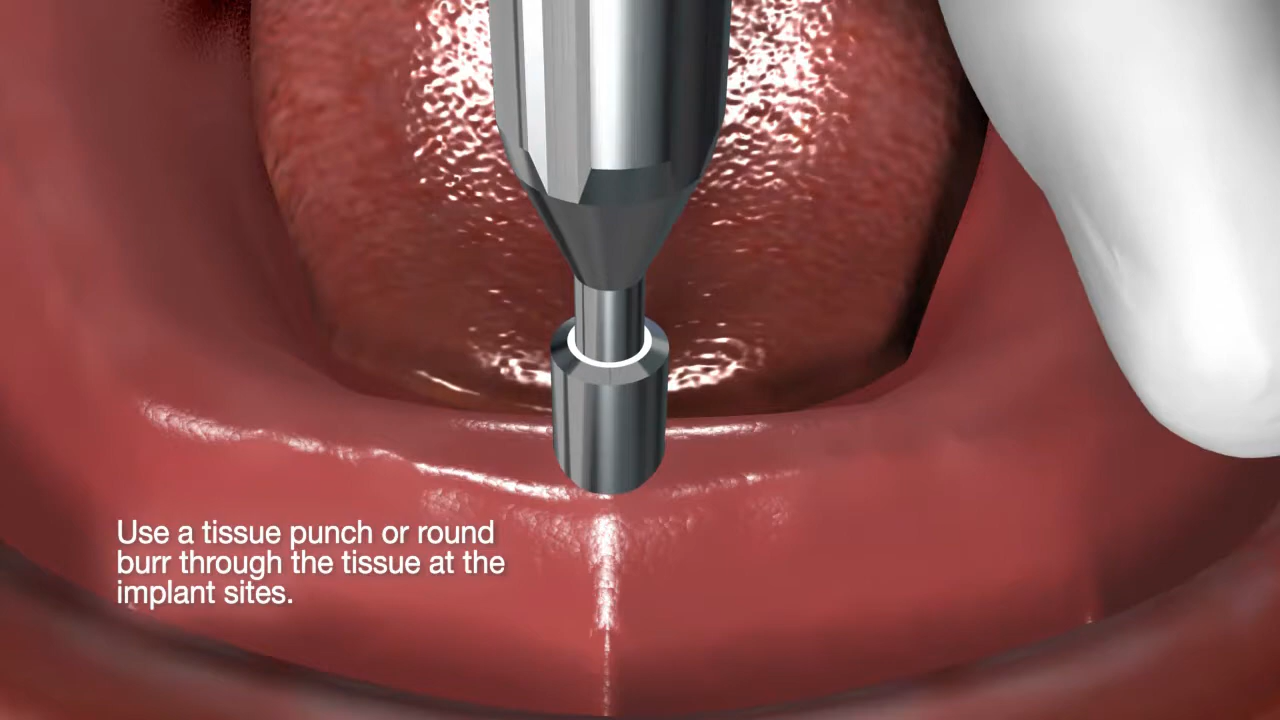 Use a tissue punch or round
burr through the tissue at the
implant sites.